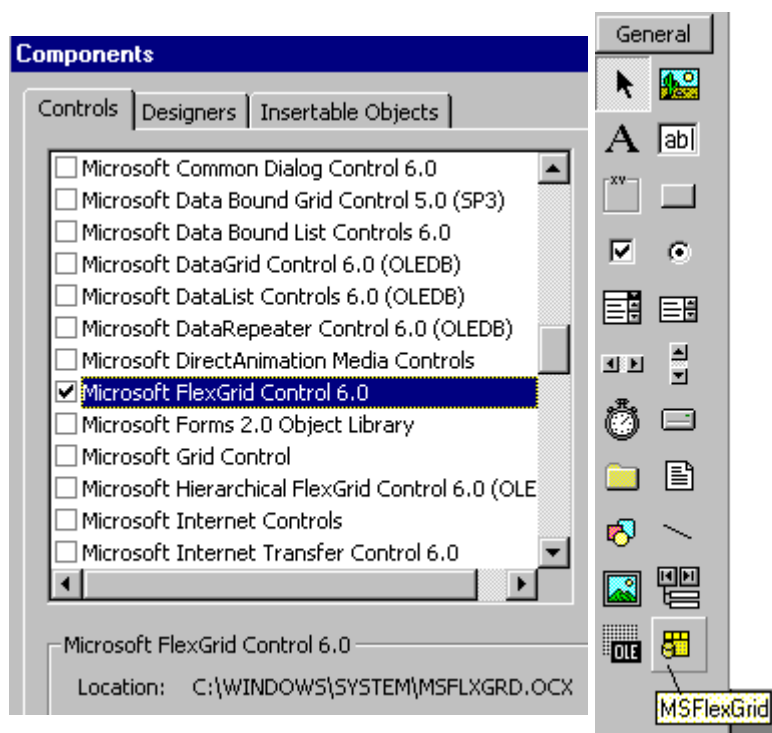 Components
Controls
Designers
Insertable Objects
Microsoft Common Dialog Control 6.0
Microsoft Data Bound Grid Control 5.0 (SP3)
Microsoft Data Bound List Controls 6.0
Microsoft DataGrid Control 6.0 (OLEDB)
Microsoft DataList Controls 6.0 (OLEDB)
Microsoft DataRepeater Control 6.0 (OLEDB)
Microsoft DirectAnimation Media Controls
Microsoft FlexGrid Control 6.0
Microsoft Forms 2.0 Object Library
Microsoft Grid Control
Microsoft Hierarchical FlexGrid Control 6.0 (OLE
Microsoft Internet Controls
Microsoft Internet Transfer Control 6.0
Microsoft FlexGrid Control 6.0
Location: C:\WINDOWS\SYSTEM\MSFLXGRD.OCX
General
A
ab
xy
OLE
MSFlexGrid